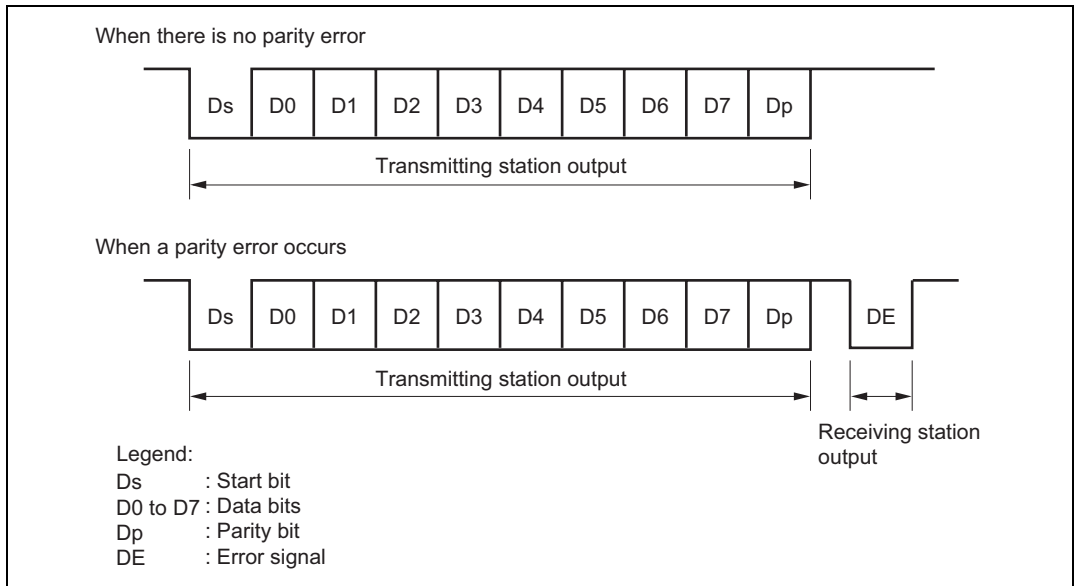 When there is no parity error
Ds D0 D1 D2 D3 D4 D5 D6 D7 Dp
Transmitting station output
When a parity error occurs
Ds D0 D1 D2 D3 D4 D5 D6 D7 Dp DE
Transmitting station output
Receiving station
output
Legend:
Ds : Start bit
D0 to D7 : Data bits
Dp : Parity bit
DE : Error signal